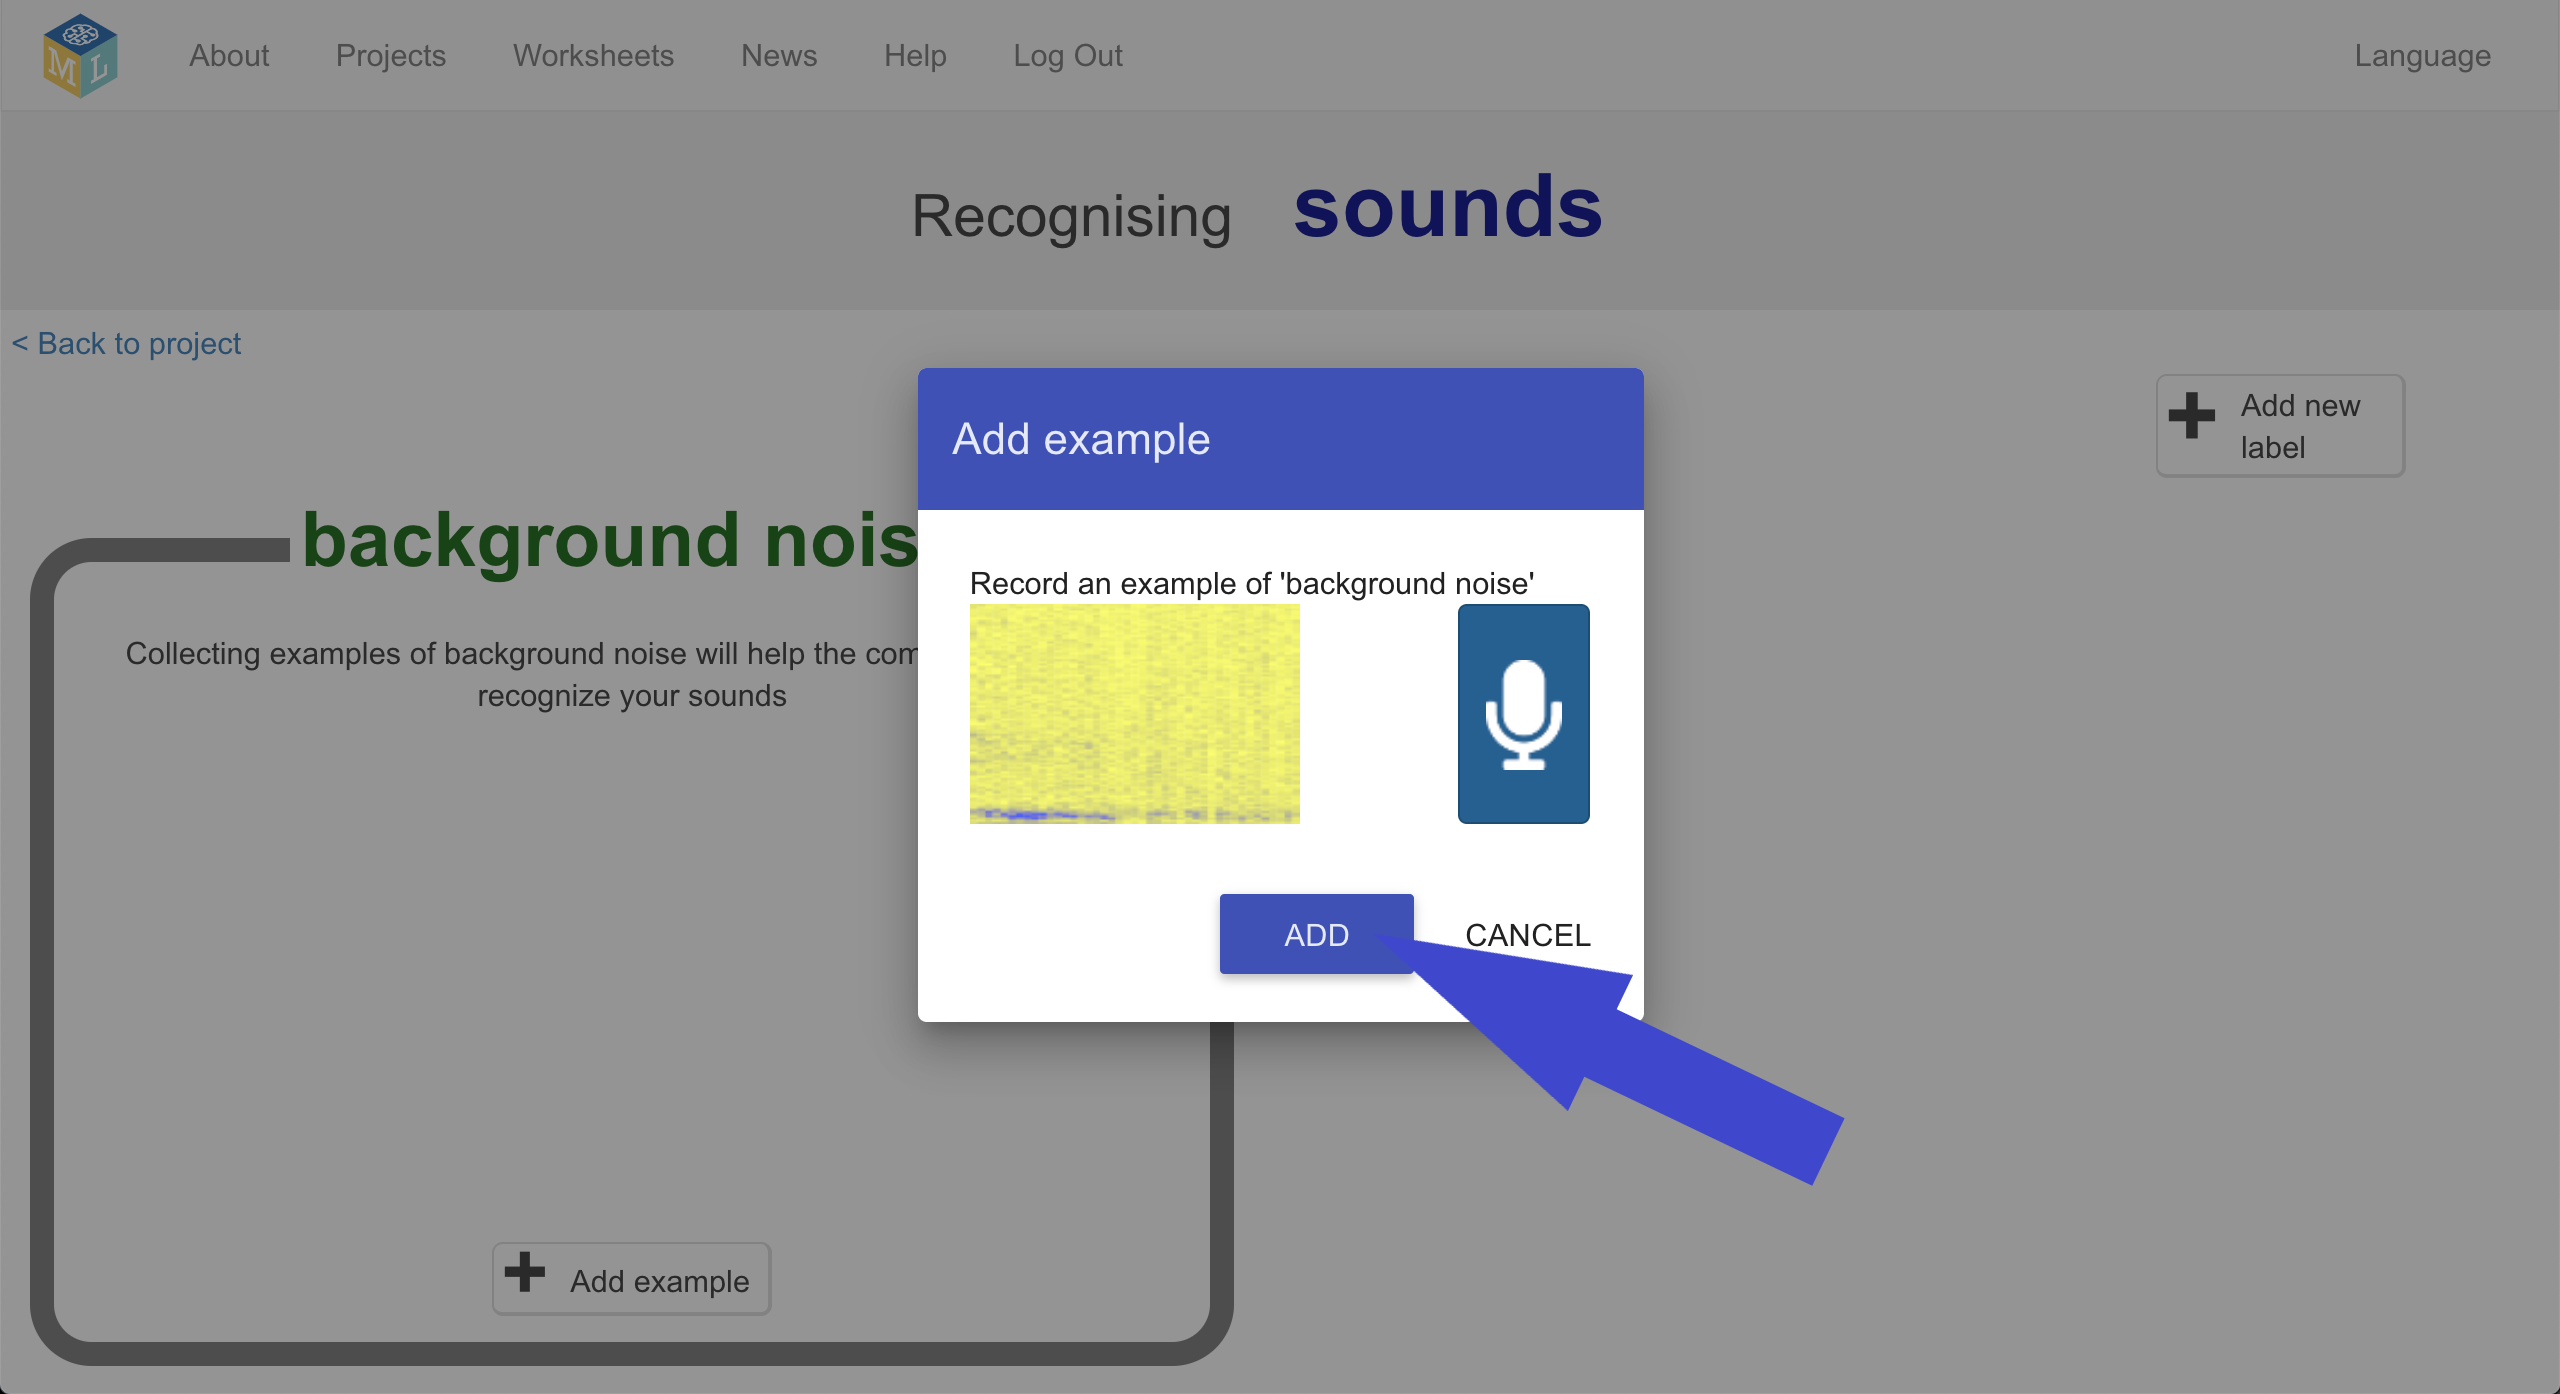 M L
About
Projects
Worksheets
News
Help
Log Out
Language
Recognising sounds
< Back to project
Add new
label
background nois
Collecting examples of background noise will help the com
recognize your sounds
Add example
Record an example of 'background noise'
ADD
CANCEL
Add example